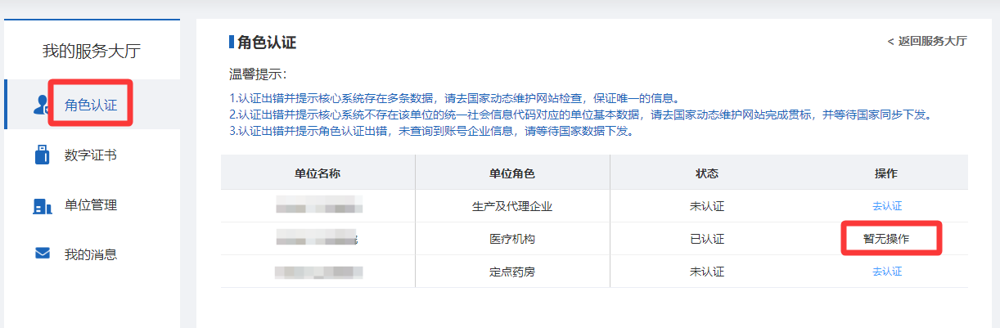 我的服务大厅
角色认证
数字证书
单位管理
我的消息
角色认证
< 返回服务大厅
温馨提示：
1.认证出错并提示核心系统存在多条数据，请去国家动态维护网站检查，保证唯一的信息。
2.认证出错并提示核心系统不存在该单位的统一社会信息代码对应的单位基本数据，请去国家动态维护网站完成贯标，并等待国家同步下发。
3.认证出错并提示角色认证出错，未查询到账号企业信息，请等待国家数据下发。
单位名称 单位角色 状态 操作
生产及代理企业 未认证 去认证
医疗机构 已认证 暂无操作
定点药房 未认证 去认证